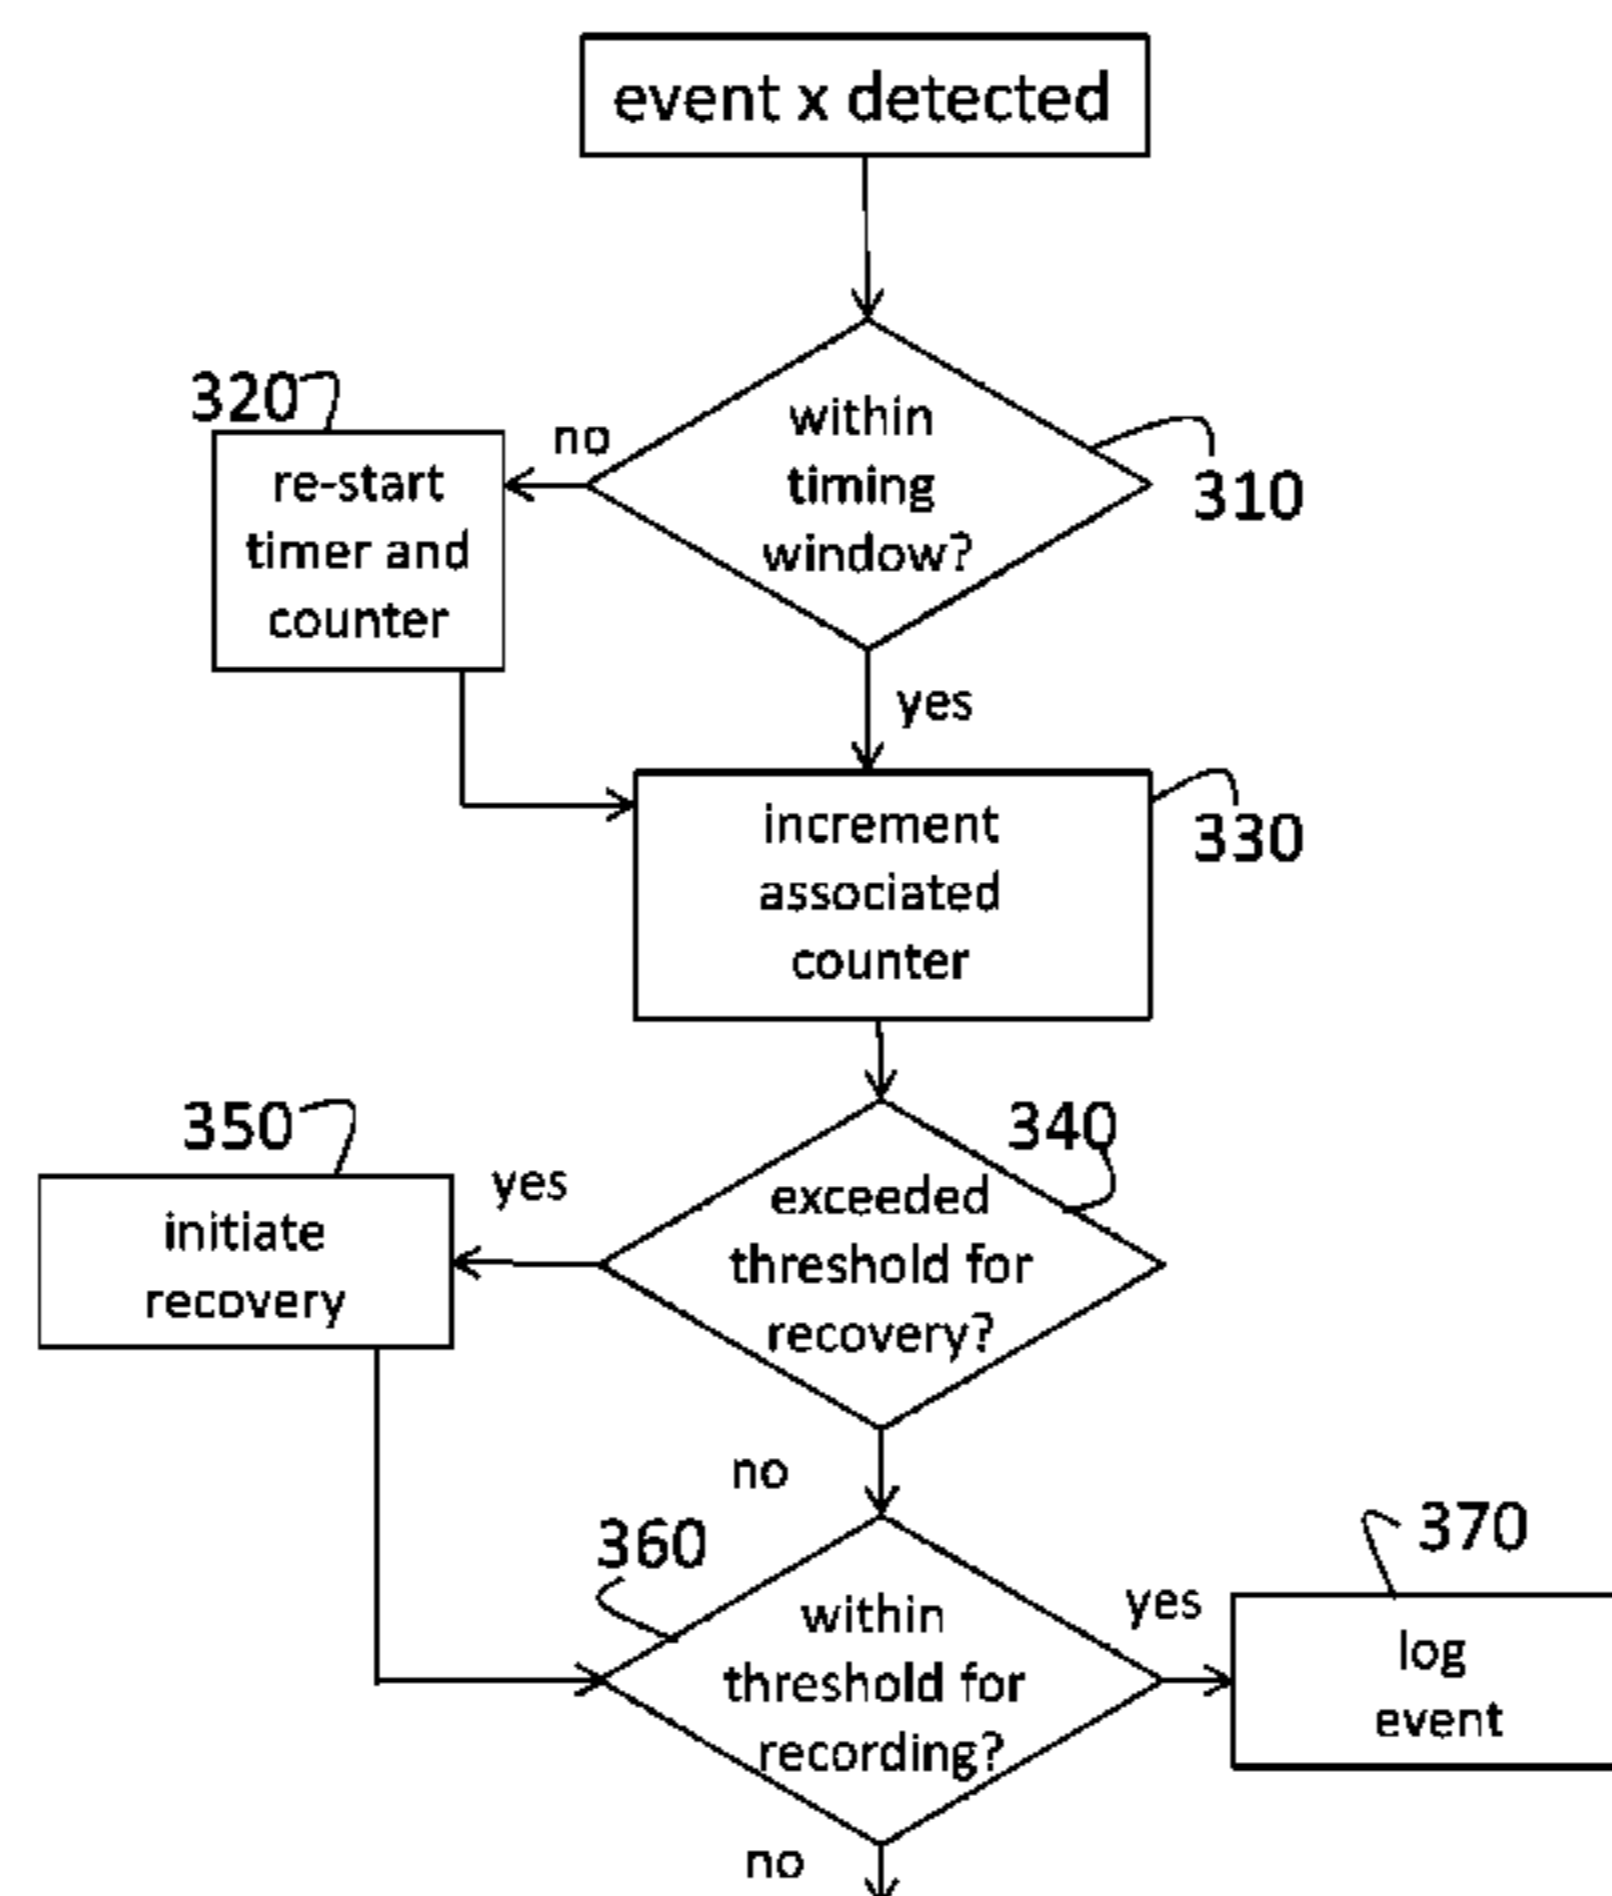 event x detected
within
timing
window?
310
no
320
re-start
timer and
counter
yes
increment
associated
counter
330
340
exceeded
threshold for
recovery?
yes
350
initiate
recovery
no
360
within
threshold for
recording?
yes
370
log
event
no